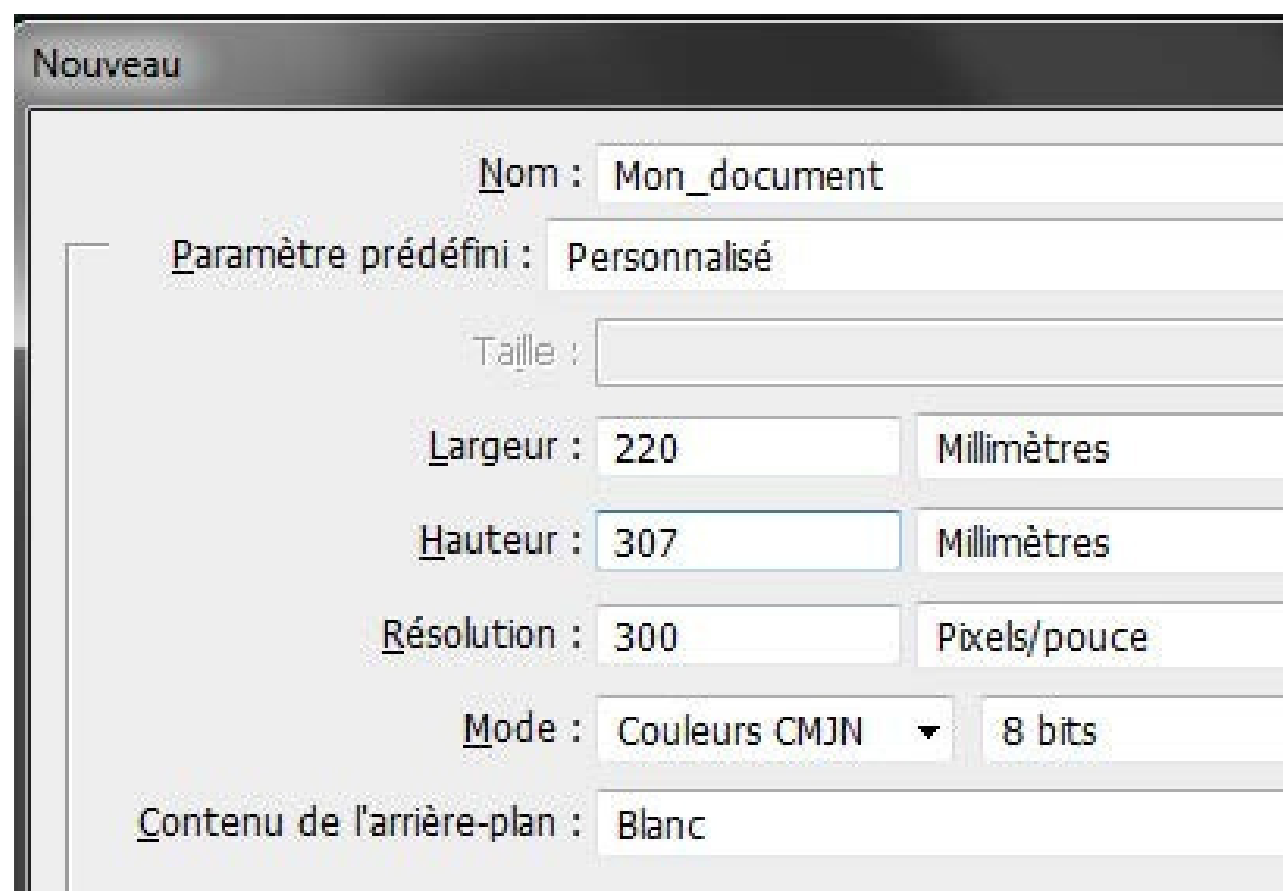 Nouveau
Nom : Mon_document
Paramètre prédéfini : Personnalisé
Taille :
Largeur : 220 Millimètres
Hauteur : 307 Millimètres
Résolution : 300 Pixels/pouce
Mode : Couleurs CMJN 8 bits
Contenu de l'arrière-plan : Blanc